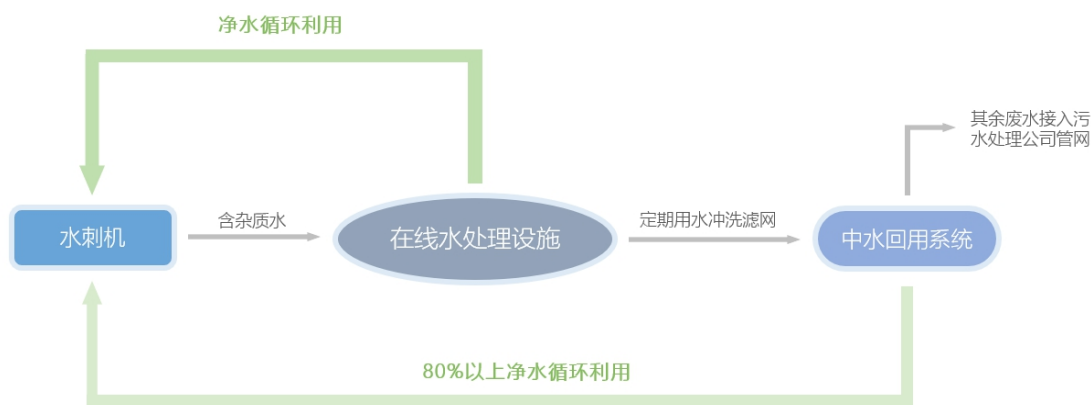 净水循环利用
其余废水接入污
水处理公司管网
水刺机
含杂质水
在线水处理设施
定期用水冲洗滤网
中水回用系统
80%以上净水循环利用